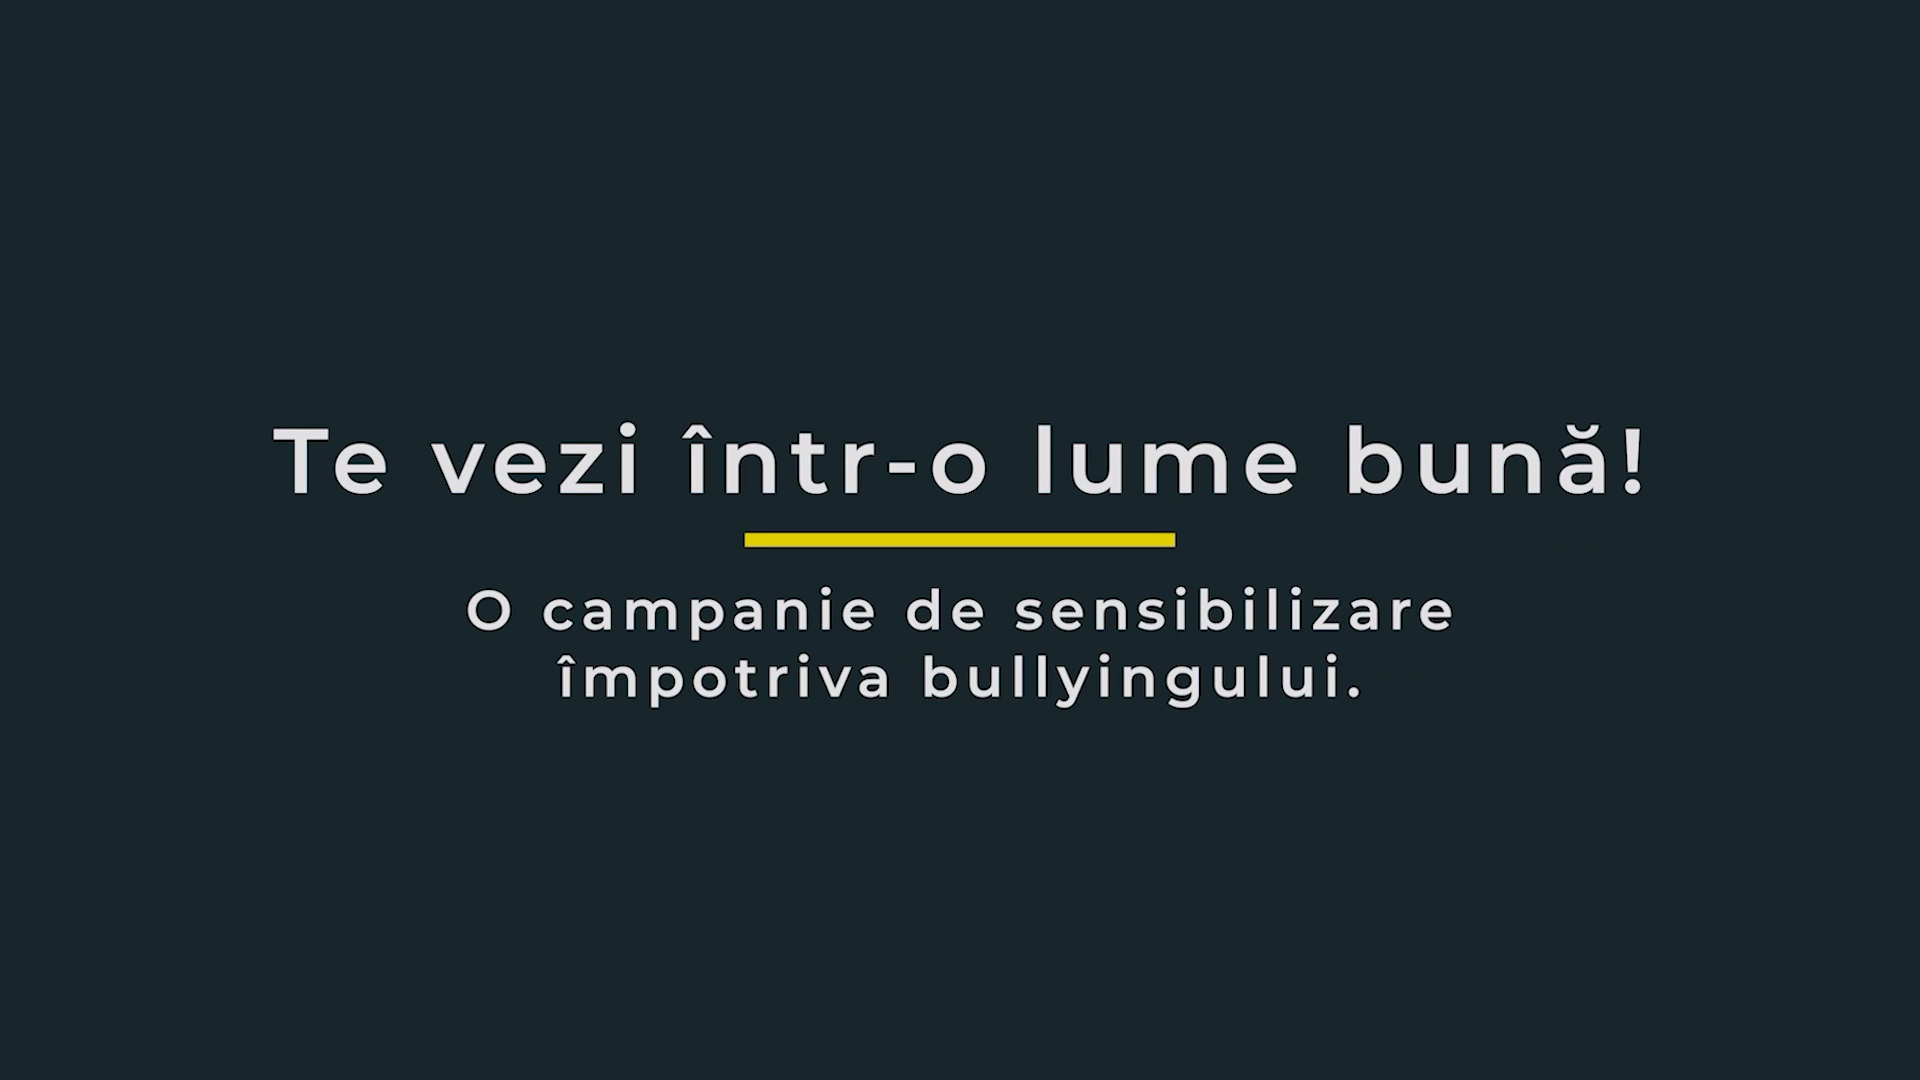 Te vezi într-o lume bună!
O campanie de sensibilizare
împotriva bullyingului.